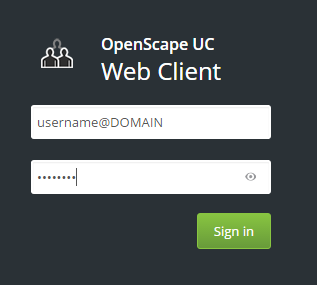 OpenScape UC
Web Client
username@DOMAIN
••••••••
Sign in